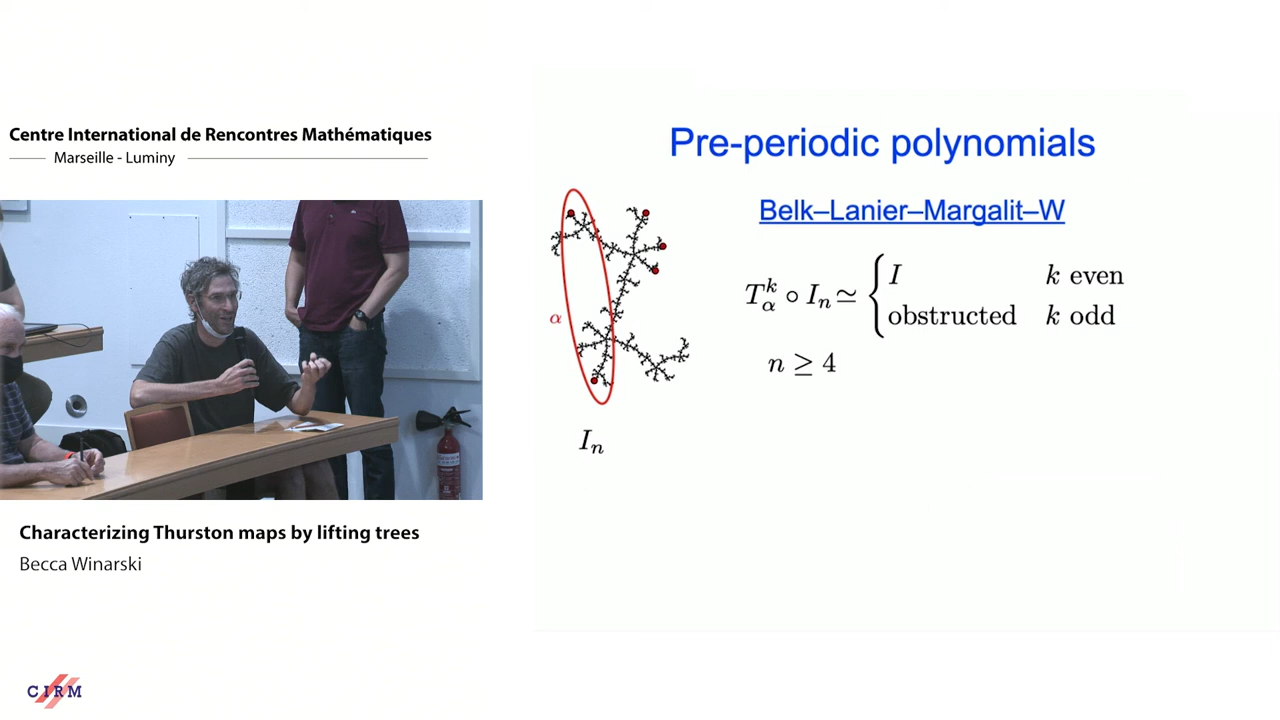 Centre International de Rencontres Mathématiques
Marseille - Luminy
Pre-periodic polynomials
Belk–Lanier–Margalit–W
T_α^k ∘ I_n ≃ { I k even
obstructed k odd
n ≥ 4
α
I_n
Characterizing Thurston maps by lifting trees
Becca Winarski
CIRM